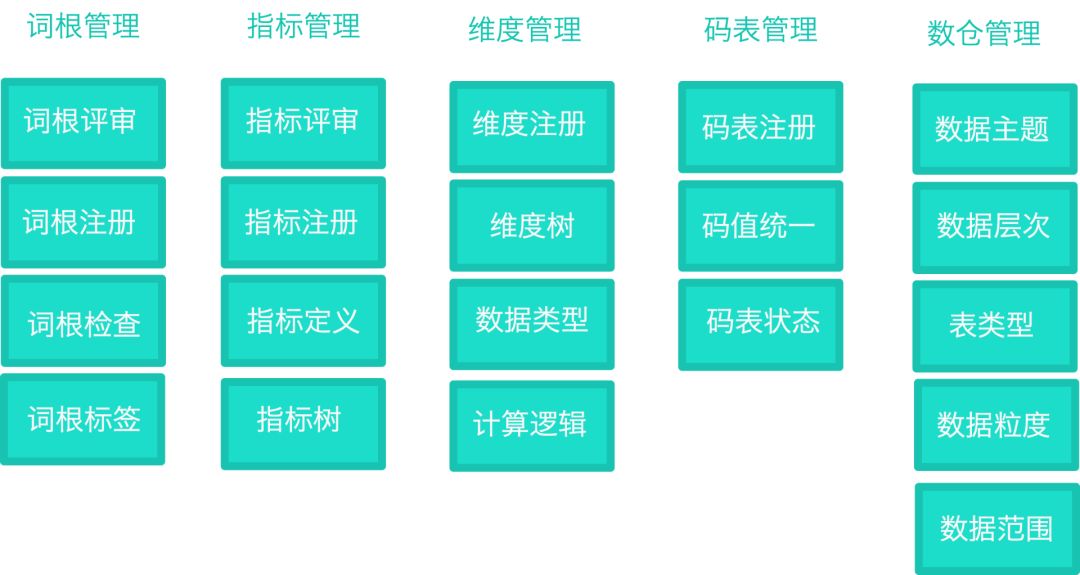 词根管理
词根评审
词根注册
词根检查
词根标签
指标管理
指标评审
指标注册
指标定义
指标树
维度管理
维度注册
维度树
数据类型
计算逻辑
码表管理
码表注册
码值统一
码表状态
数仓管理
数据主题
数据层次
表类型
数据粒度
数据范围